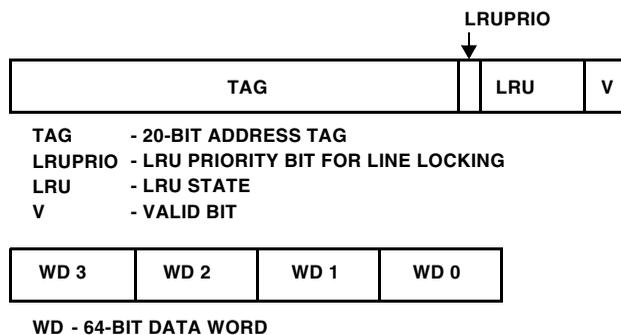 LRUPRIO
TAG LRU V
TAG - 20-BIT ADDRESS TAG
LRUPRIO - LRU PRIORITY BIT FOR LINE LOCKING
LRU - LRU STATE
V - VALID BIT
WD 3 WD 2 WD 1 WD 0
WD - 64-BIT DATA WORD